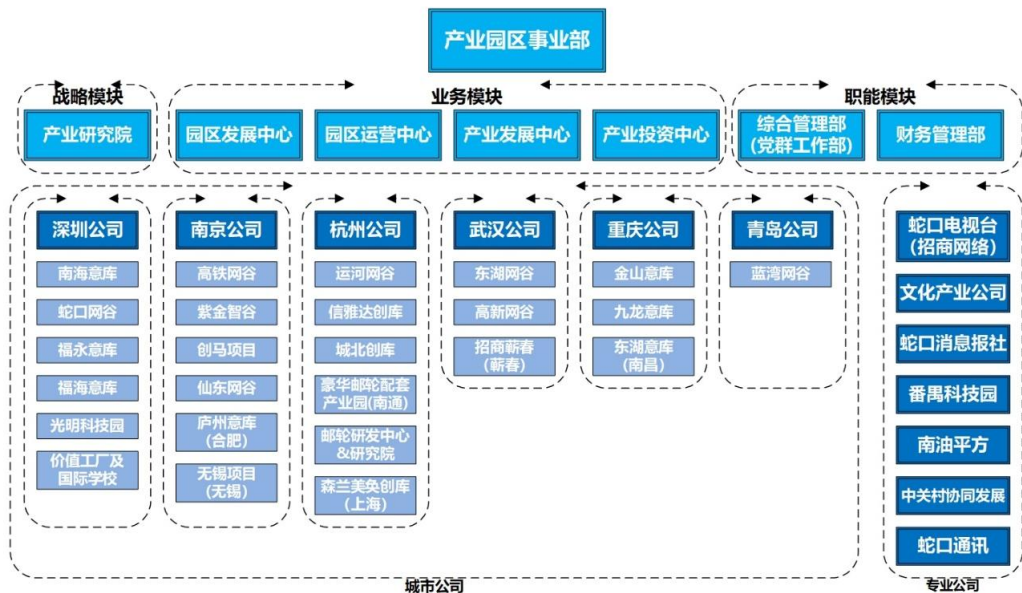 产业园区事业部
战略模块
业务模块
职能模块
产业研究院
园区发展中心
园区运营中心
产业发展中心
产业投资中心
综合管理部
(党群工作部)
财务管理部
深圳公司
南海意库
蛇口网谷
福永意库
福海意库
光明科技园
价值工厂及
国际学校
南京公司
高铁网谷
紫金智谷
创马项目
仙东网谷
庐州意库
(合肥)
无锡项目
(无锡)
杭州公司
运河网谷
信雅达创库
城北创库
豪华邮轮配套
产业园(南通)
邮轮研发中心
&研究院
森兰美奂创库
(上海)
武汉公司
东湖网谷
高新网谷
招商蕲春
(蕲春)
重庆公司
金山意库
九龙意库
东湖意库
(南昌)
青岛公司
蓝湾网谷
蛇口电视台
(招商网络)
文化产业公司
蛇口消息报社
番禺科技园
南油平方
中关村协同发展
蛇口通讯
城市公司
专业公司